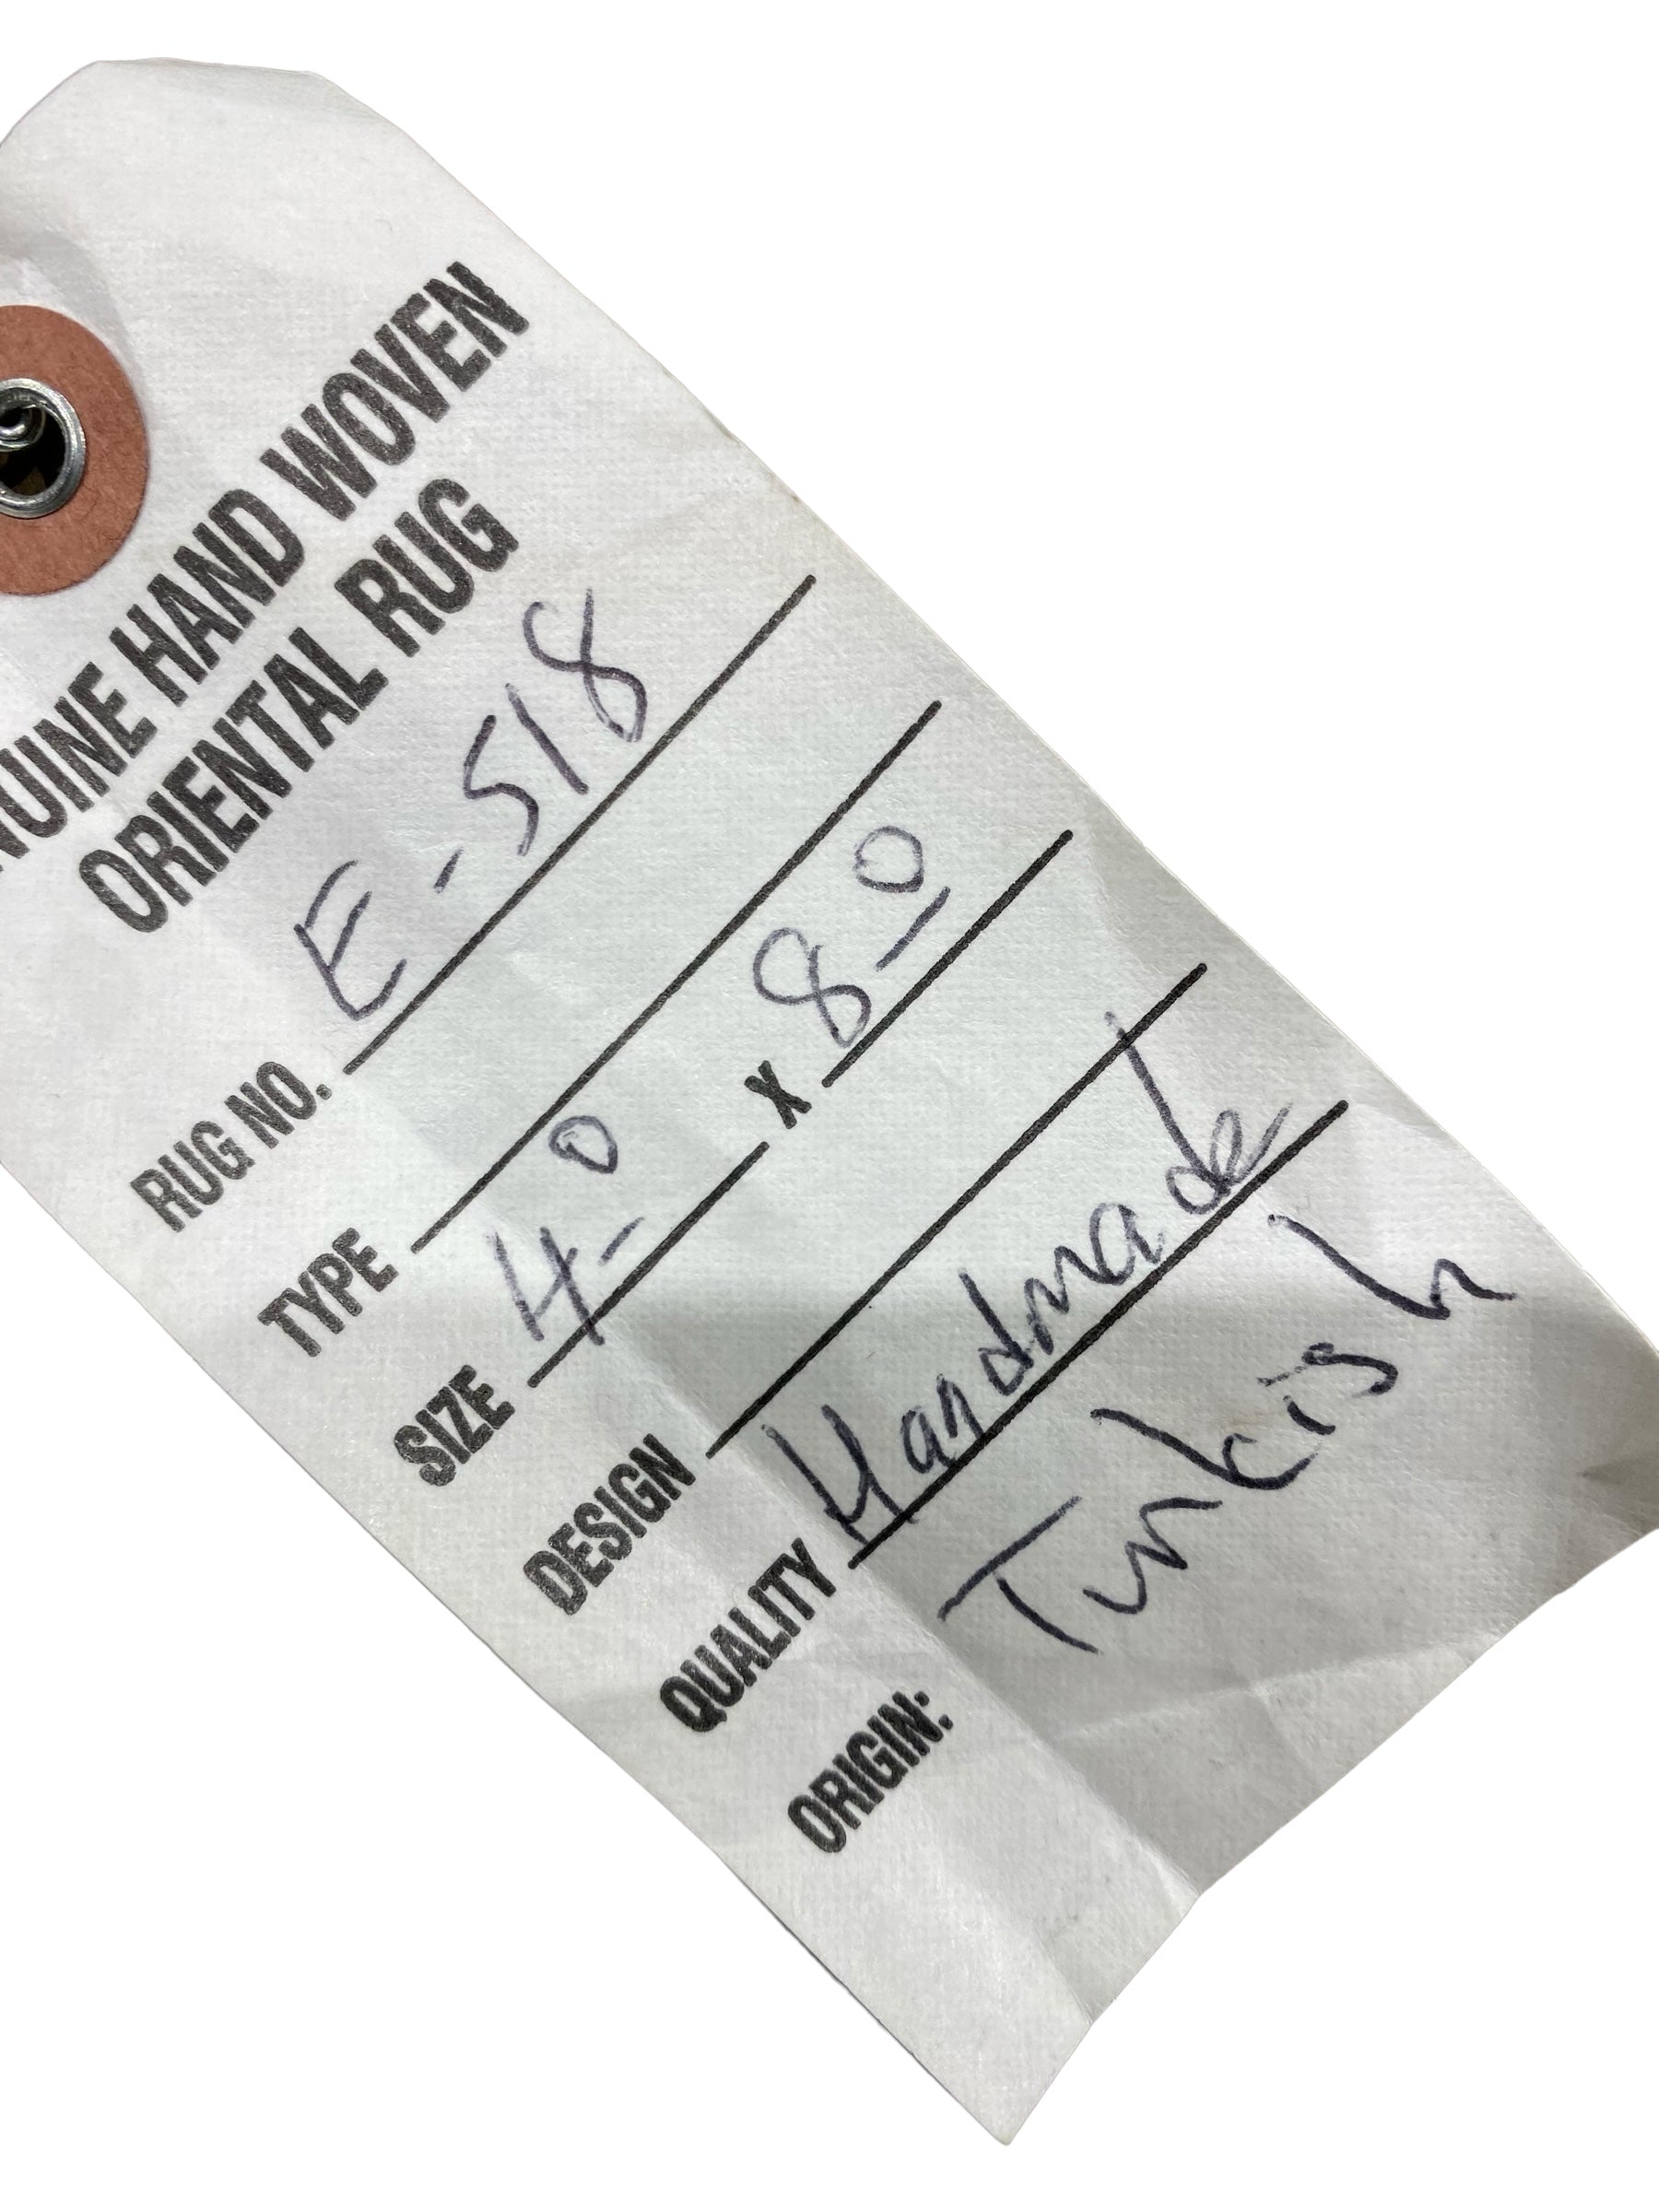 NUINE HAND WOVEN
ORIENTAL RUG
RUG NO. E-518
TYPE
SIZE 4-0 X 8-0
DESIGN
QUALITY Handmade
ORIGIN: Turkish